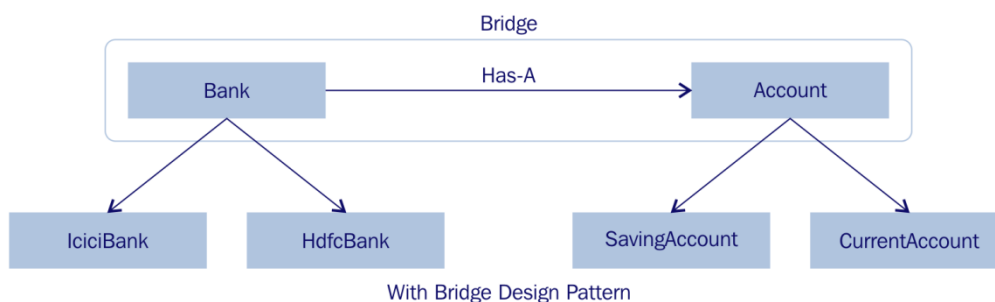 Bridge
Bank
Has-A
Account
IciciBank
HdfcBank
SavingAccount
CurrentAccount
With Bridge Design Pattern